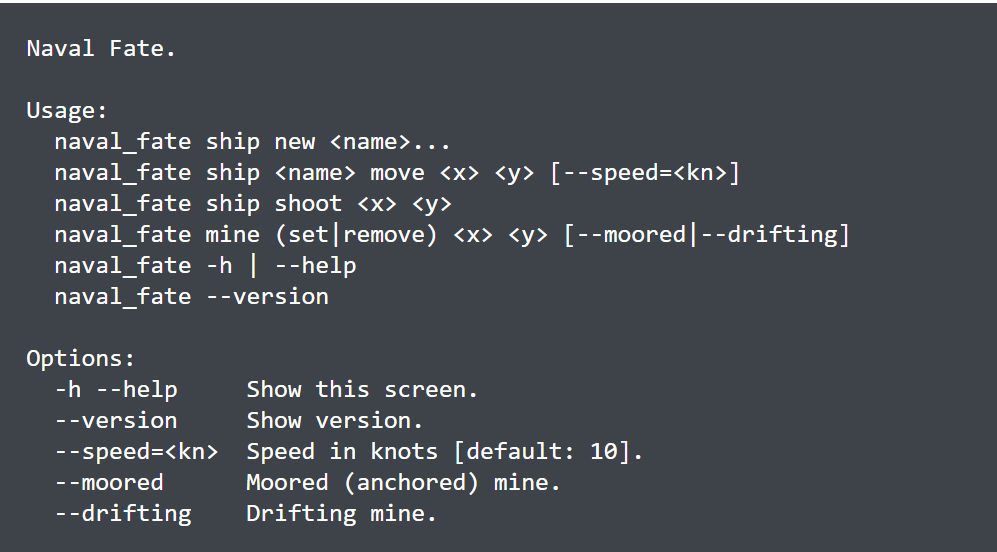 Naval Fate.

Usage:
  naval_fate ship new <name>...
  naval_fate ship <name> move <x> <y> [--speed=<kn>]
  naval_fate ship shoot <x> <y>
  naval_fate mine (set|remove) <x> <y> [--moored|--drifting]
  naval_fate -h | --help
  naval_fate --version

Options:
  -h --help     Show this screen.
  --version     Show version.
  --speed=<kn>  Speed in knots [default: 10].
  --moored      Moored (anchored) mine.
  --drifting    Drifting mine.